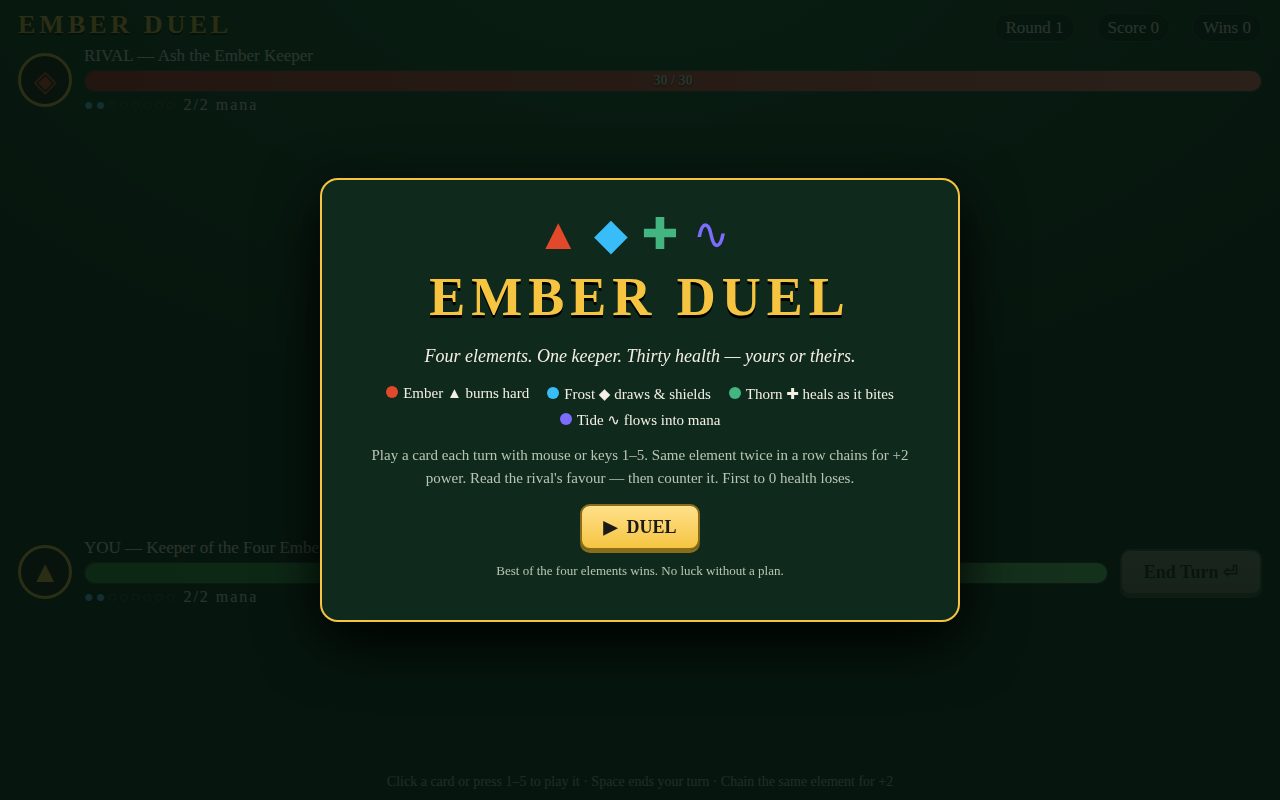 EMBER DUEL
Round 1 Score 0 Wins 0
RIVAL — Ash the Ember Keeper
30 / 30
2/2 mana
EMBER DUEL
Four elements. One keeper. Thirty health — yours or theirs.
Ember ▲ burns hard Frost ◆ draws & shields Thorn ✚ heals as it bites
Tide ∿ flows into mana
Play a card each turn with mouse or keys 1–5. Same element twice in a row chains for +2
power. Read the rival's favour — then counter it. First to 0 health loses.
▶ DUEL
Best of the four elements wins. No luck without a plan.
YOU — Keeper of the Four Embe
2/2 mana
End Turn ⏎
Click a card or press 1–5 to play it · Space ends your turn · Chain the same element for +2